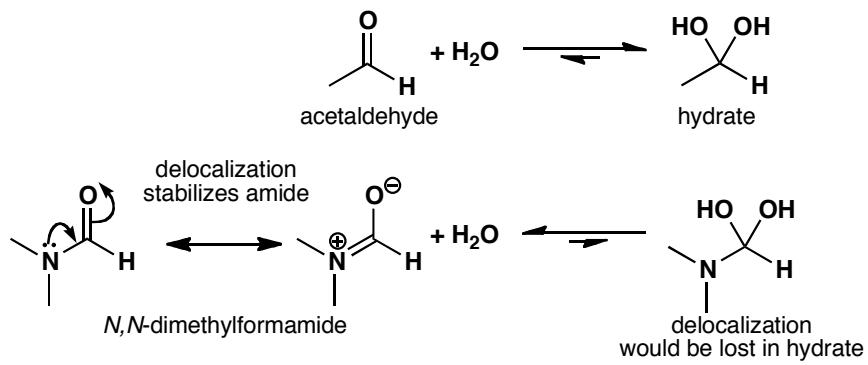 O
H
+ H₂O
HO OH
H
acetaldehyde
hydrate
delocalization
stabilizes amide
O
N
H
O⊖
⊕
N
H
+ H₂O
HO OH
N
H
N,N-dimethylformamide
delocalization
would be lost in hydrate